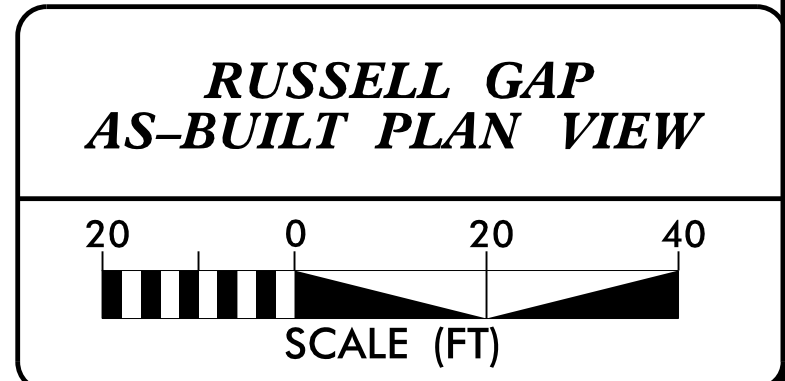 RUSSELL GAP
AS–BUILT PLAN VIEW
20 0 20 40
SCALE (FT)